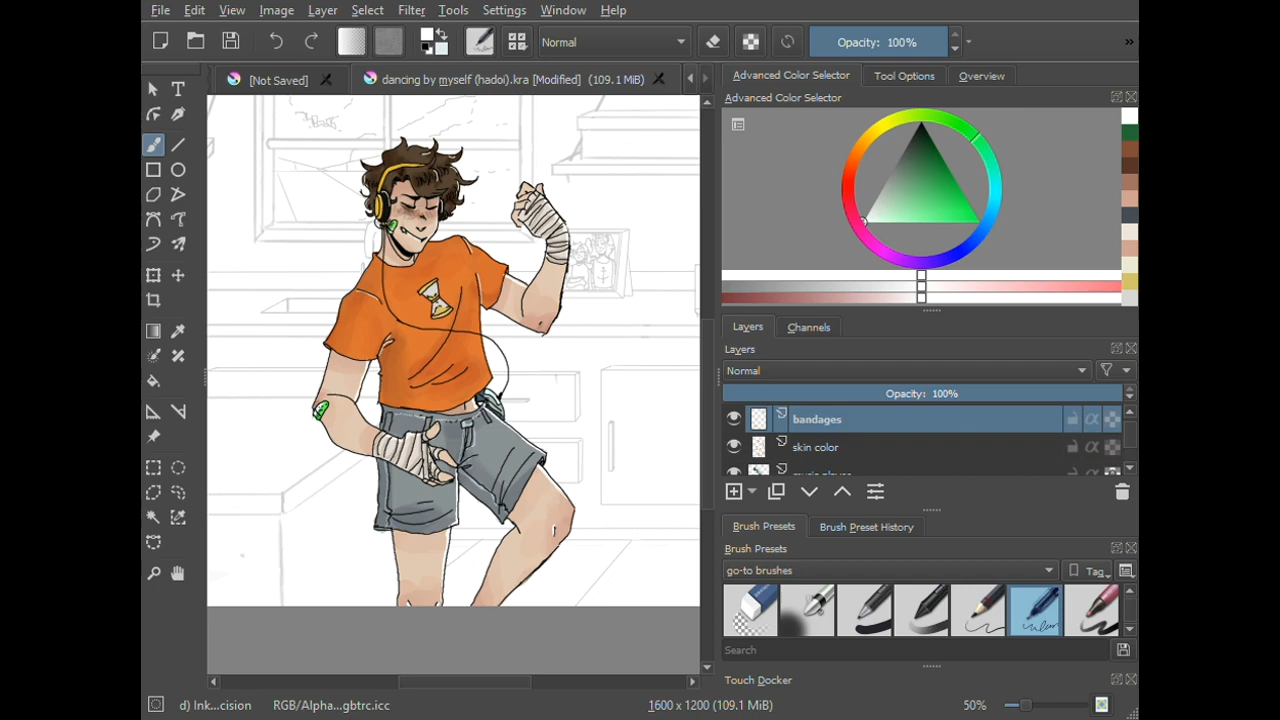 File Edit View Image Layer Select Filter Tools Settings Window Help
Normal
Opacity: 100%
»
[Not Saved]
dancing by myself (hadoi).kra [Modified] (109.1 MiB)
Advanced Color Selector
Tool Options
Overview
Advanced Color Selector
Layers
Channels
Layers
Normal
Opacity: 100%
bandages
skin color
Brush Presets
Brush Preset History
Brush Presets
go-to brushes
Tag
Search
Touch Docker
d) Ink...cision
RGB/Alpha...gbtrc.icc
1600 x 1200 (109.1 MiB)
50%